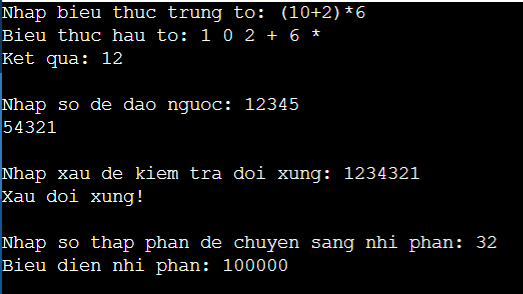 Nhap bieu thuc trung to: (10+2)*6
Bieu thuc hau to: 1 0 2 + 6 *
Ket qua: 12
Nhap so de dao nguoc: 12345
54321
Nhap xau de kiem tra doi xung: 1234321
Xau doi xung!
Nhap so thap phan de chuyen sang nhi phan: 32
Bieu dien nhi phan: 100000